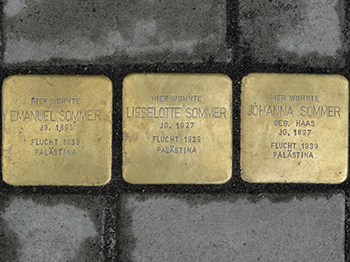 HIER WOHNTE
EMANUEL SOMMER
JG. 1895
FLUCHT 1939
PALÄSTINA
HIER WOHNTE
LIESELOTTE SOMMER
JG. 1927
FLUCHT 1939
PALÄSTINA
HIER WOHNTE
JOHANNA SOMMER
GEB. HAAS
JG. 1897
FLUCHT 1939
PALÄSTINA